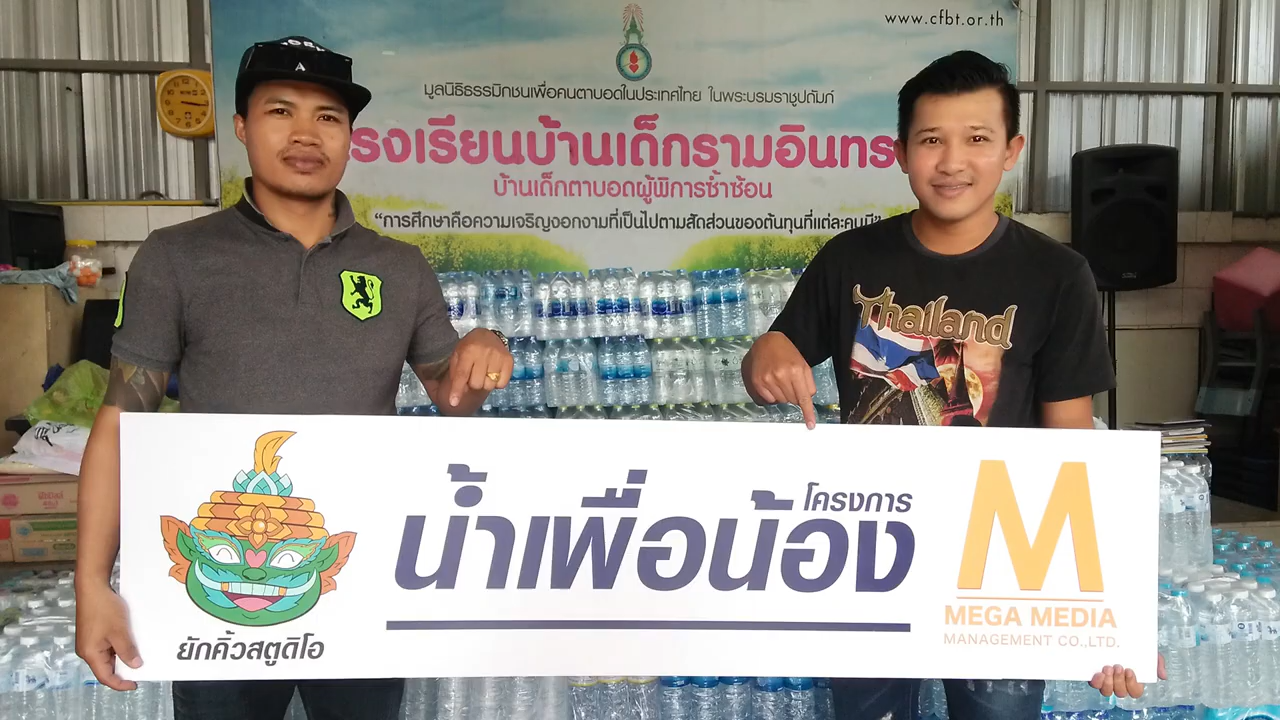 www.cfbt.or.th
มูลนิธิธรรมิกชนเพื่อคนตาบอดในประเทศไทย ในพระบรมราชูปถัมภ์
รงเรียนบ้านเด็กรามอินทร
บ้านเด็กตาบอดผู้พิการซ้ำซ้อน
“การศึกษาคือความเจริญงอกงามที่เป็นไปตามสัดส่วนของต้นทุนที่แต่ละคนมี”
Thailand
โครงการ
น้ำเพื่อน้อง
ยักคิ้วสตูดิโอ
M
MEGA MEDIA
MANAGEMENT CO.,LTD.